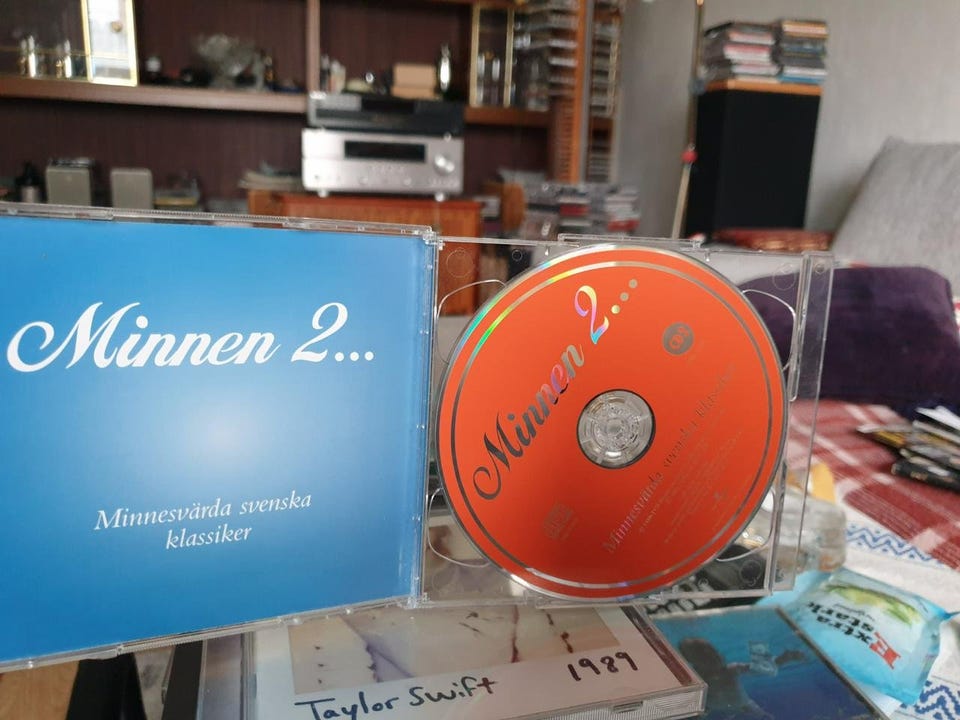 Minnen 2...
Minnesvärda svenska
klassiker
Minnen 2...
Minnesvärda svenska klassiker
Taylor Swift
1989
Extra
stark